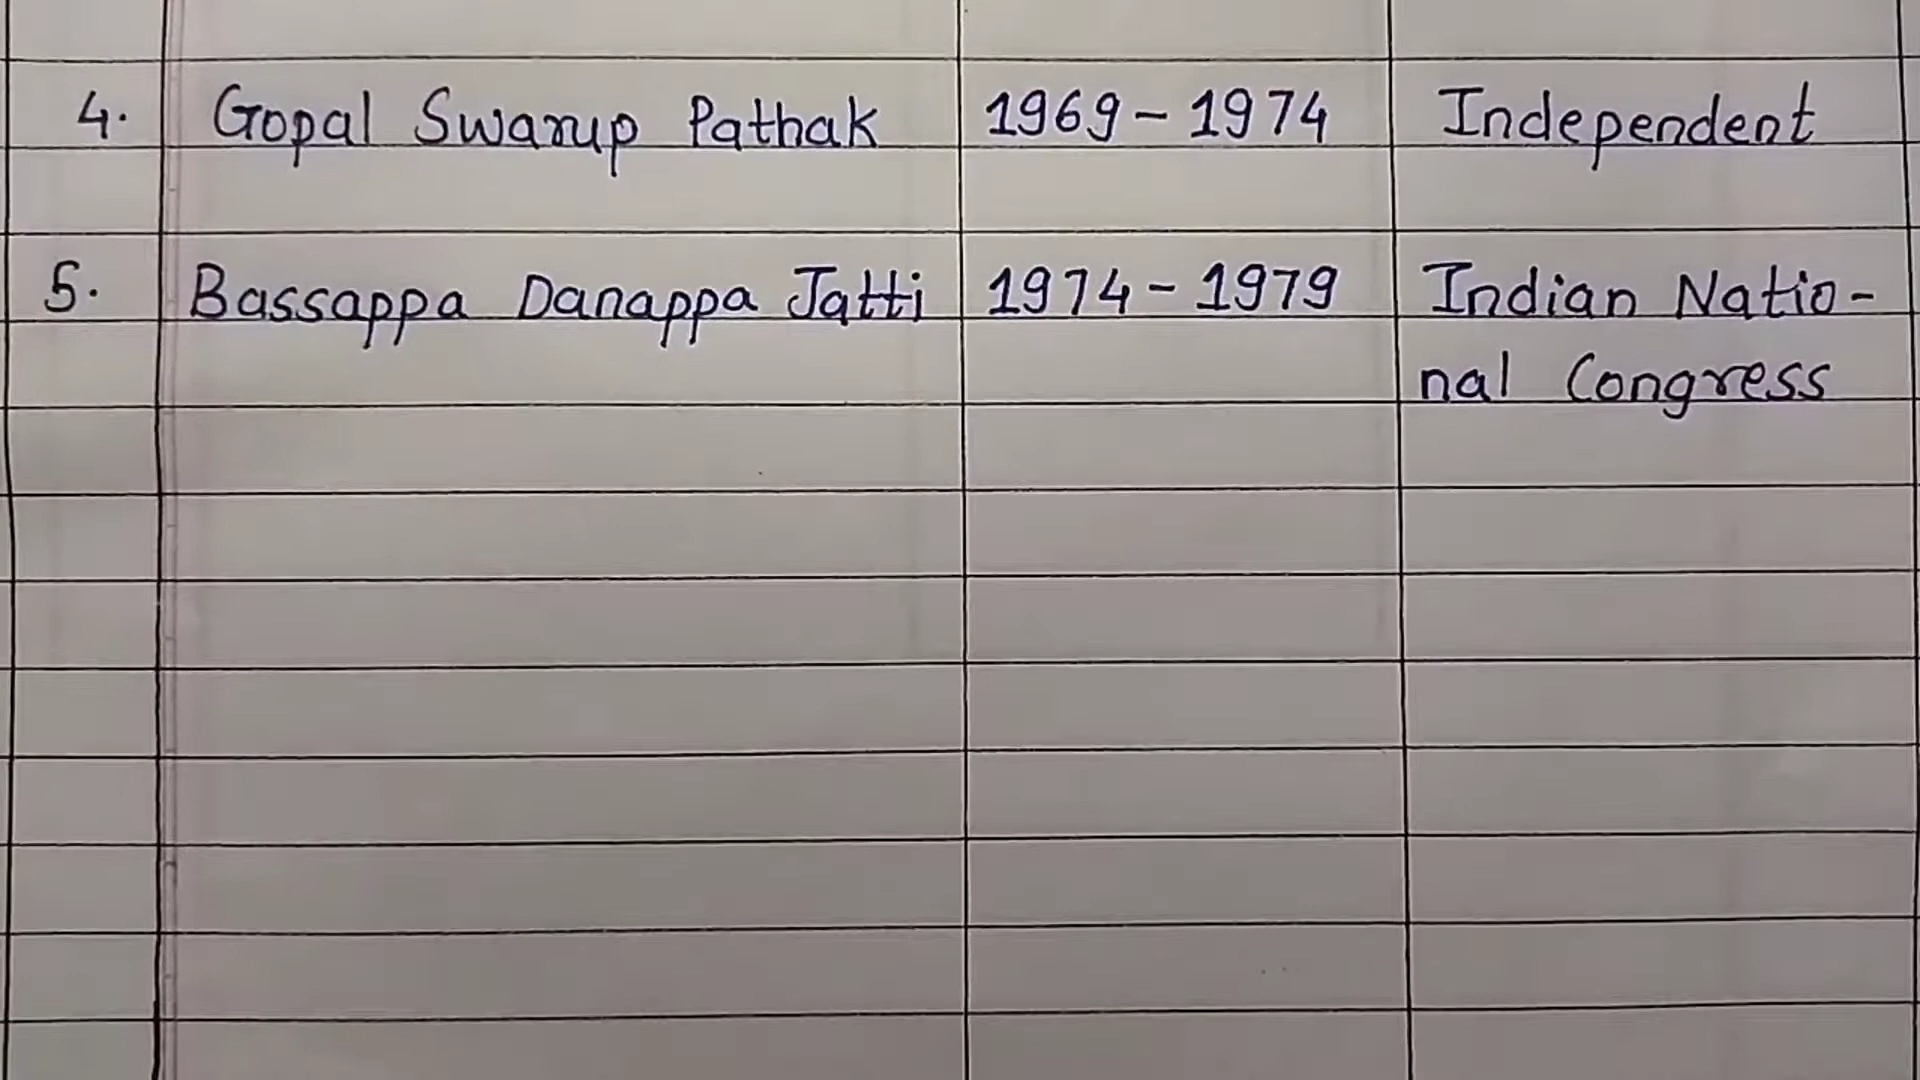 4. Gopal Swarup Pathak 1969 - 1974 Independent
5. Bassappa Danappa Jatti 1974 - 1979 Indian Natio-
nal Congress